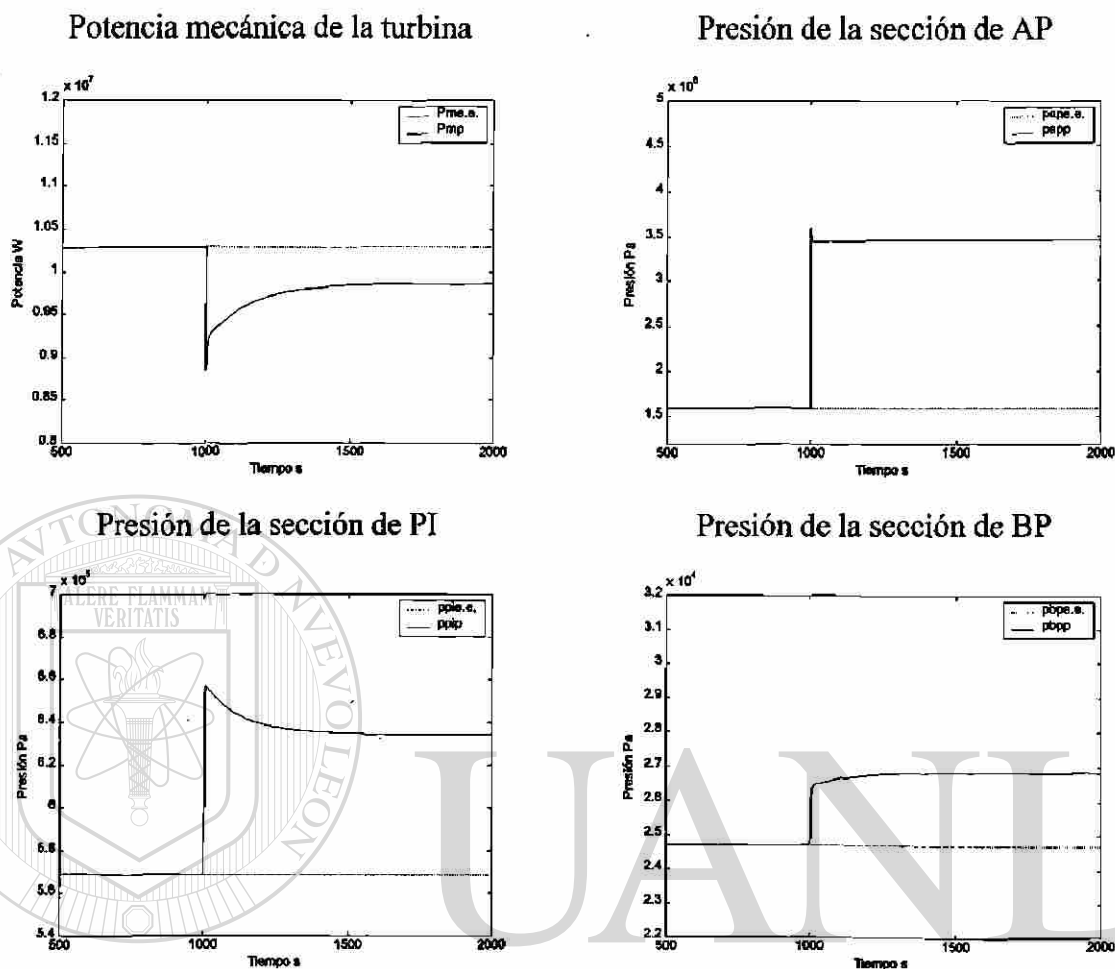 Potencia mecánica de la turbina
x 10^7
1.2
1.15
1.1
1.05
1
0.95
0.9
0.85
0.8
500
1000
1500
2000
Potencia W
Tiempo s
Pme.e.
Pmp
Presión de la sección de AP
x 10^6
5
4.5
4
3.5
3
2.5
2
1.5
500
1000
1500
2000
Presión Pa
Tiempo s
pape.e.
papp
Presión de la sección de PI
x 10^5
7
6.8
6.6
6.4
6.2
6
5.8
5.6
5.4
500
1000
1500
2000
Presión Pa
Tiempo s
ppie.e.
ppip
Presión de la sección de BP
x 10^4
3.2
3.1
3
2.9
2.8
2.7
2.6
2.5
2.4
2.3
2.2
500
1000
1500
2000
Presión Pa
Tiempo s
pbpe.e.
pbpp
ALERE FLAMMAM
VERITATIS
UANL